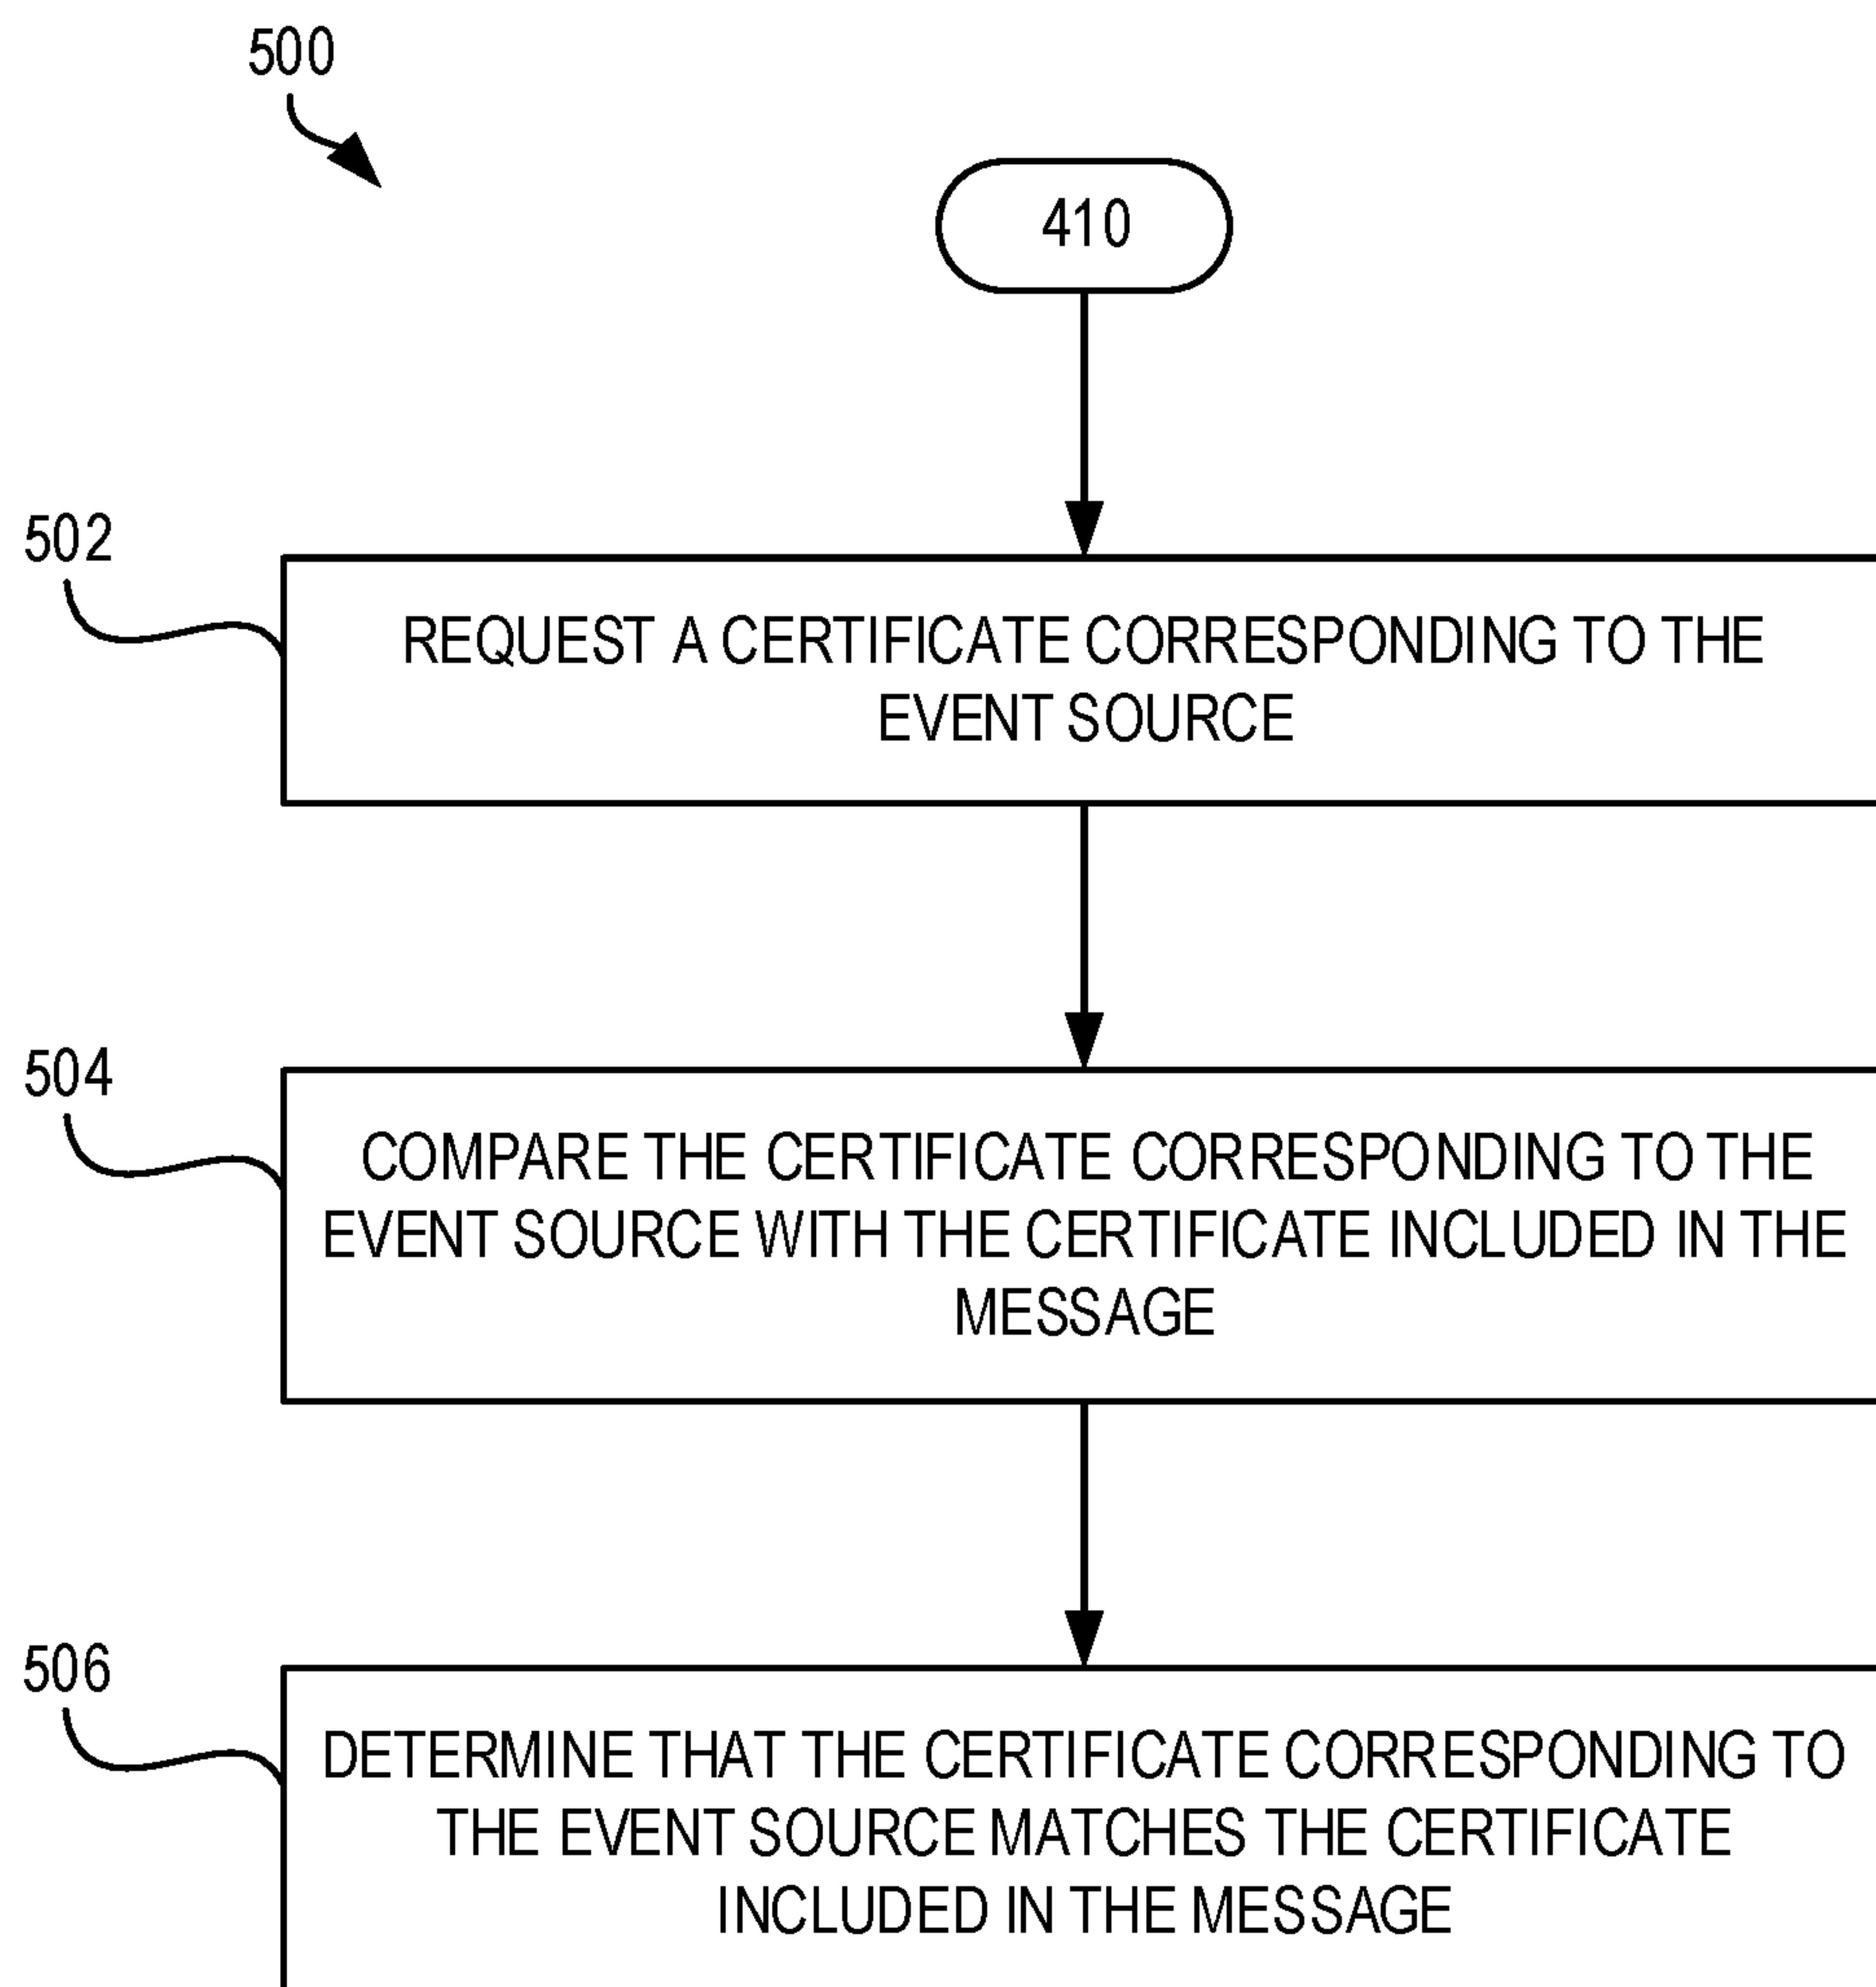 500
410
502
REQUEST A CERTIFICATE CORRESPONDING TO THE
EVENT SOURCE
504
COMPARE THE CERTIFICATE CORRESPONDING TO THE
EVENT SOURCE WITH THE CERTIFICATE INCLUDED IN THE
MESSAGE
506
DETERMINE THAT THE CERTIFICATE CORRESPONDING TO
THE EVENT SOURCE MATCHES THE CERTIFICATE
INCLUDED IN THE MESSAGE